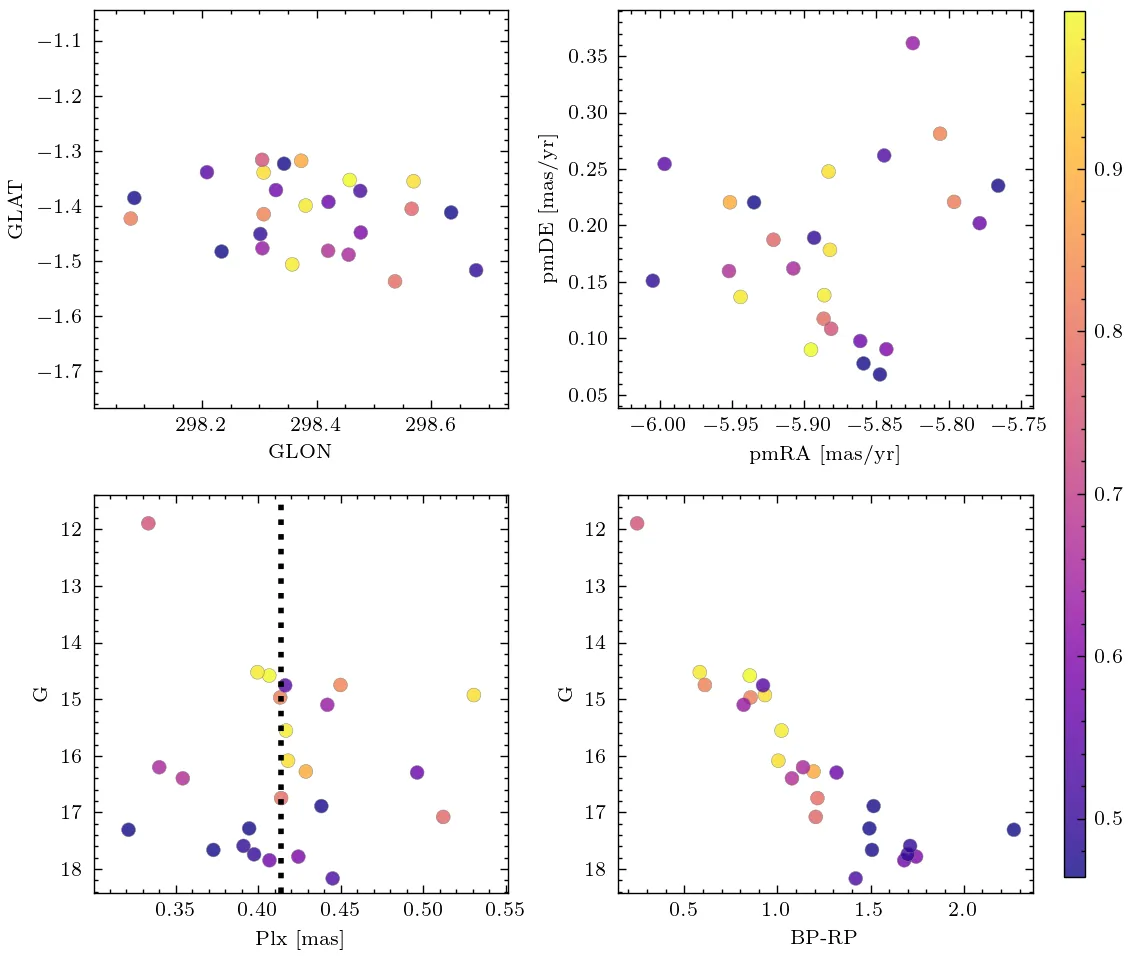 −1.1
−1.2
−1.3
−1.4
−1.5
−1.6
−1.7
GLAT
298.2 298.4 298.6
GLON
0.35
0.30
0.25
0.20
0.15
0.10
0.05
pmDE [mas/yr]
−6.00 −5.95 −5.90 −5.85 −5.80 −5.75
pmRA [mas/yr]
12
13
14
15
16
17
18
G
0.35 0.40 0.45 0.50 0.55
Plx [mas]
12
13
14
15
16
17
18
G
0.5 1.0 1.5 2.0
BP-RP
0.9
0.8
0.7
0.6
0.5